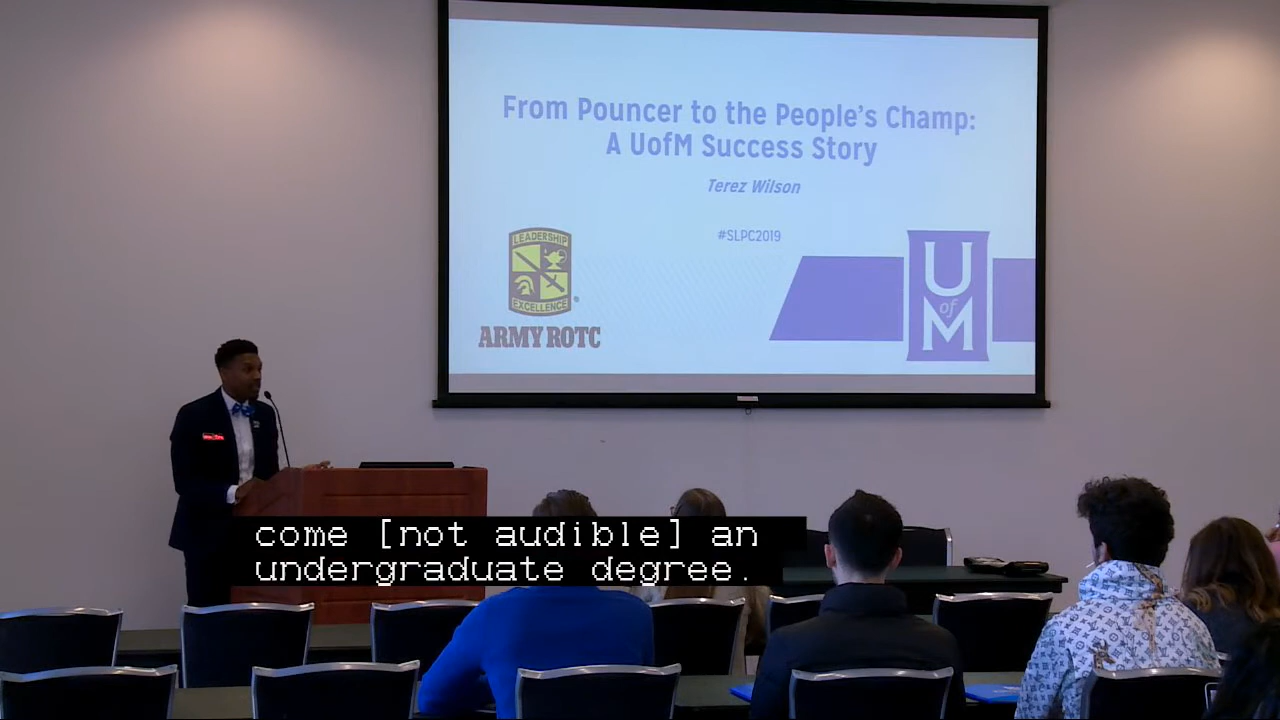 From Pouncer to the People's Champ:
A UofM Success Story
Terez Wilson
#SLPC2019
LEADERSHIP
EXCELLENCE
ARMY ROTC
U
of
M
come [not audible] an
undergraduate degree.